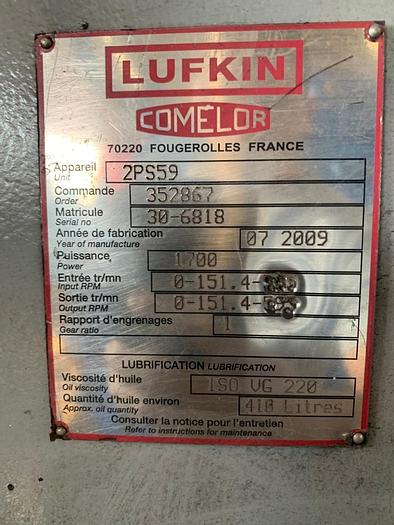 LUFKIN
COMELOR
70220 FOUGEROLLES FRANCE
Appareil 2PS59
Unit
Commande 352867
Order
Matricule 30-6818
Serial no
Année de fabrication 07 2009
Year of manufacture
Puissance 1700
Power
Entrée tr/mn 0-151.4-
Input RPM
Sortie tr/mn 0-151.4-
Output RPM
Rapport d'engrenages 1
Gear ratio
LUBRIFICATION LUBRIFICATION
Viscosité d'huile ISO VG 220
Oil viscosity
Quantité d'huile environ 410 Litres
Approx. oil quantity
Consulter la notice pour l'entretien
Refer to instructions for maintenance